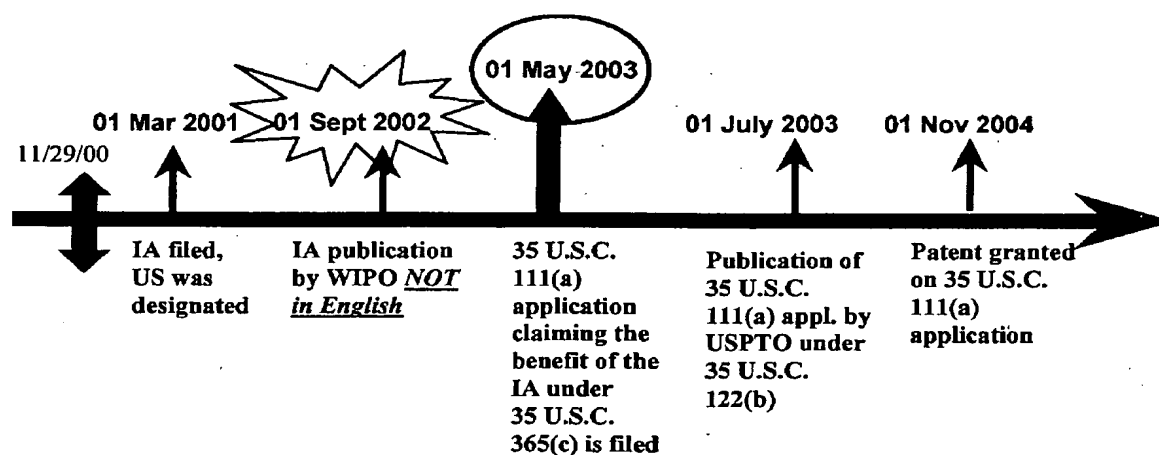 01 May 2003
01 Mar 2001
01 Sept 2002
01 July 2003
01 Nov 2004
11/29/00
IA filed,
US was
designated
IA publication
by WIPO NOT
in English
35 U.S.C.
111(a)
application
claiming the
benefit of the
IA under
35 U.S.C.
365(c) is filed
Publication of
35 U.S.C.
111(a) appl. by
USPTO under
35 U.S.C.
122(b)
Patent granted
on 35 U.S.C.
111(a)
application